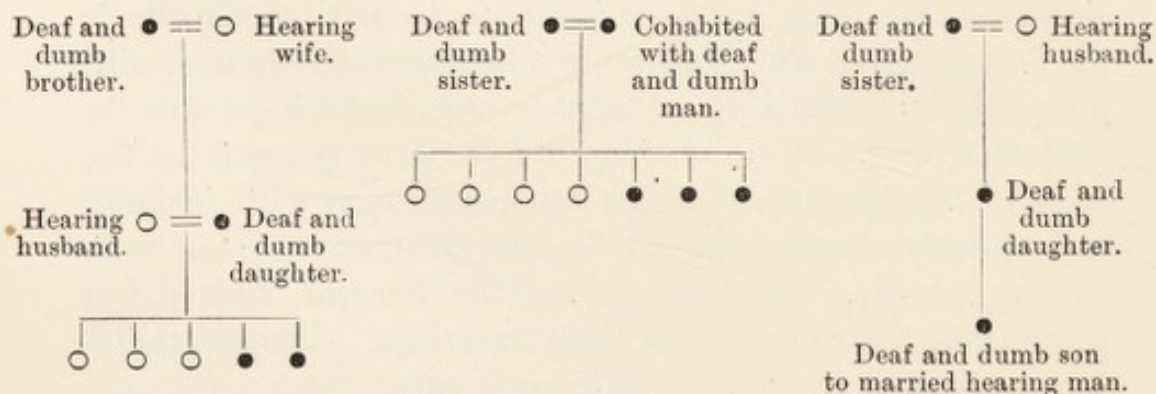 Deaf and dumb brother.
Hearing wife.
Deaf and dumb sister.
Cohabited with deaf and dumb man.
Deaf and dumb sister.
Hearing husband.
Hearing husband.
Deaf and dumb daughter.
Deaf and dumb daughter.
Deaf and dumb son
to married hearing man.